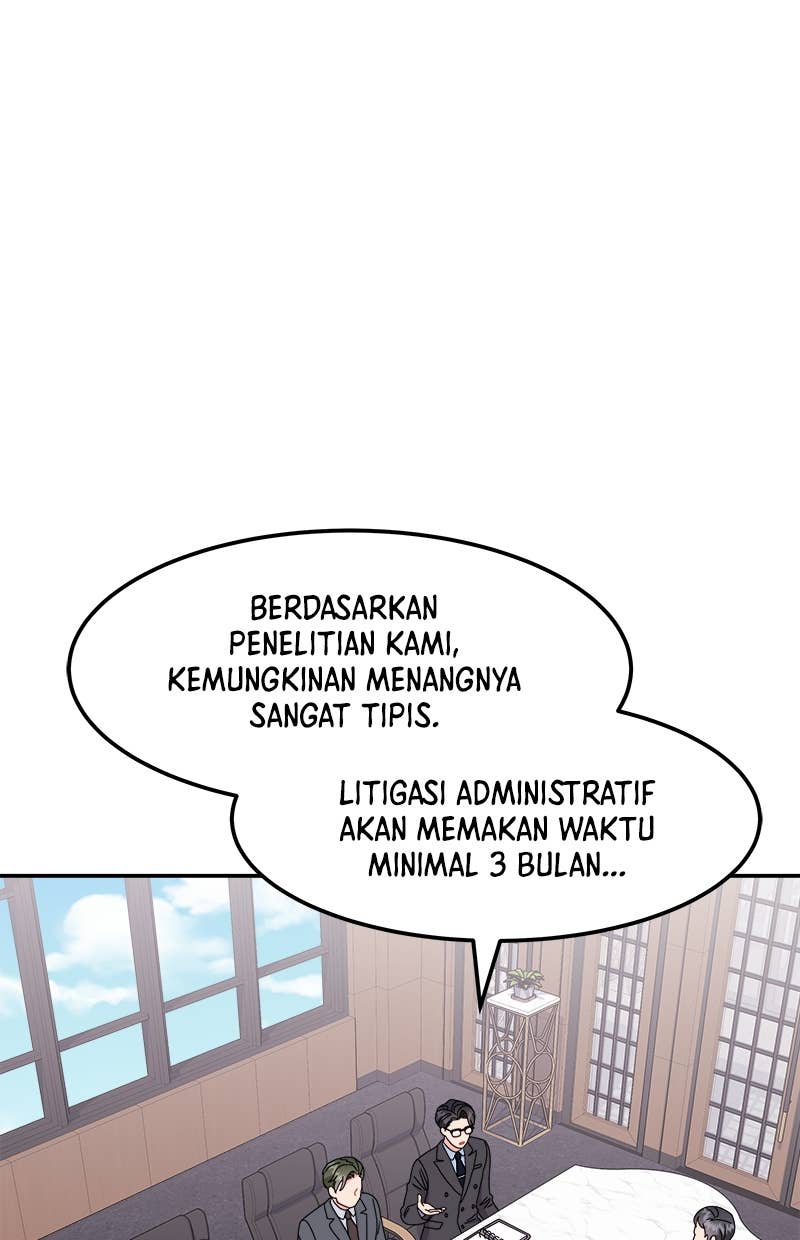 BERDASARKAN
PENELITIAN KAMI,
KEMUNGKINAN MENANGNYA
SANGAT TIPIS.
LITIGASI ADMINISTRATIF
AKAN MEMAKAN WAKTU
MINIMAL 3 BULAN...